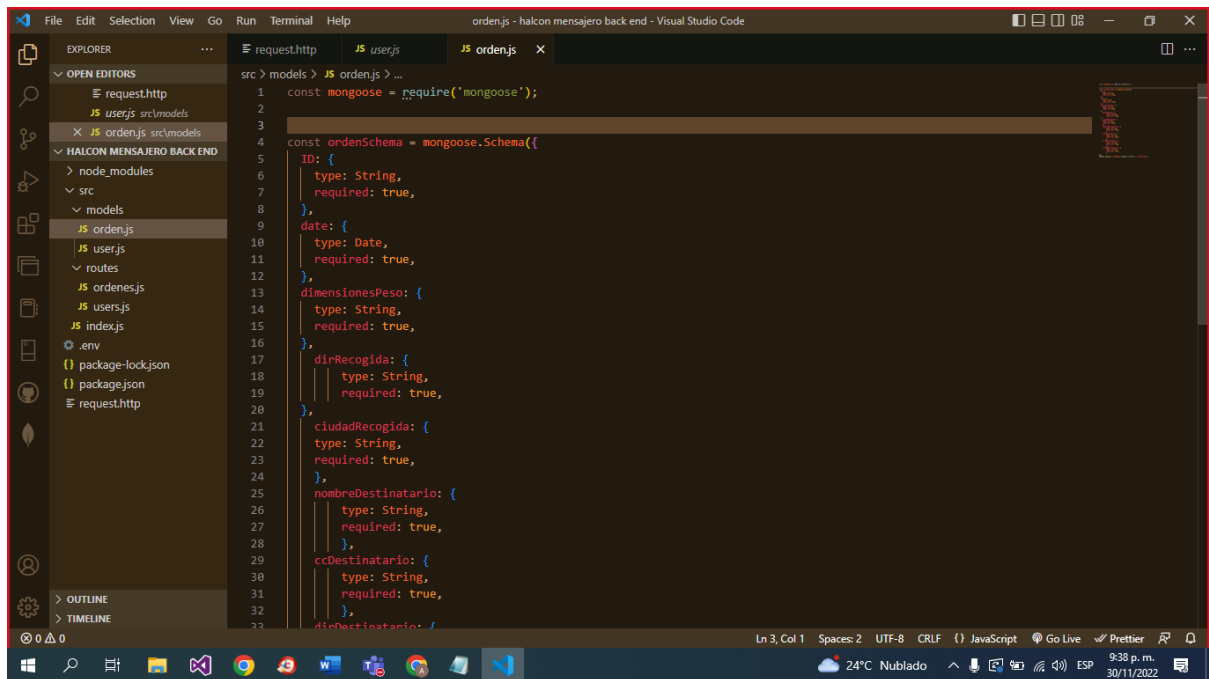 File Edit Selection View Go Run Terminal Help
orden.js - halcon mensajero back end - Visual Studio Code
EXPLORER
OPEN EDITORS
request.http
JS user.js src\models
JS orden.js src\models
HALCON MENSAJERO BACK END
node_modules
src
models
JS orden.js
JS user.js
routes
JS ordenes.js
JS users.js
JS index.js
.env
{} package-lock.json
{} package.json
request.http
OUTLINE
TIMELINE
request.http JS user.js JS orden.js
src > models > JS orden.js > ...
1 const mongoose = require('mongoose');
2
3
4 const ordenSchema = mongoose.Schema({
5 ID: {
6 type: String,
7 required: true,
8 },
9 date: {
10 type: Date,
11 required: true,
12 },
13 dimensionesPeso: {
14 type: String,
15 required: true,
16 },
17 dirRecogida: {
18 type: String,
19 required: true,
20 },
21 ciudadRecogida: {
22 type: String,
23 required: true,
24 },
25 nombreDestinatario: {
26 type: String,
27 required: true,
28 },
29 ccDestinatario: {
30 type: String,
31 required: true,
32 },
33 dirDestinatario: {
0 0
Ln 3, Col 1 Spaces: 2 UTF-8 CRLF {} JavaScript Go Live Prettier
24°C Nublado
ESP
9:38 p. m.
30/11/2022